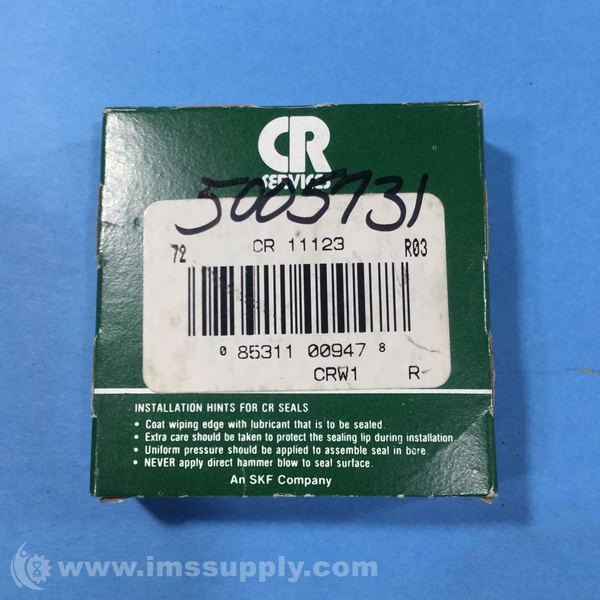 CR
SERVICES
5005731
72 CR 11123 R03
0 85311 00947 8
CRW1 R
INSTALLATION HINTS FOR CR SEALS
• Coat wiping edge with lubricant that is to be sealed.
• Extra care should be taken to protect the sealing lip during installation.
• Uniform pressure should be applied to assemble seal in bore.
• NEVER apply direct hammer blow to seal surface.
An SKF Company
www.imssupply.com